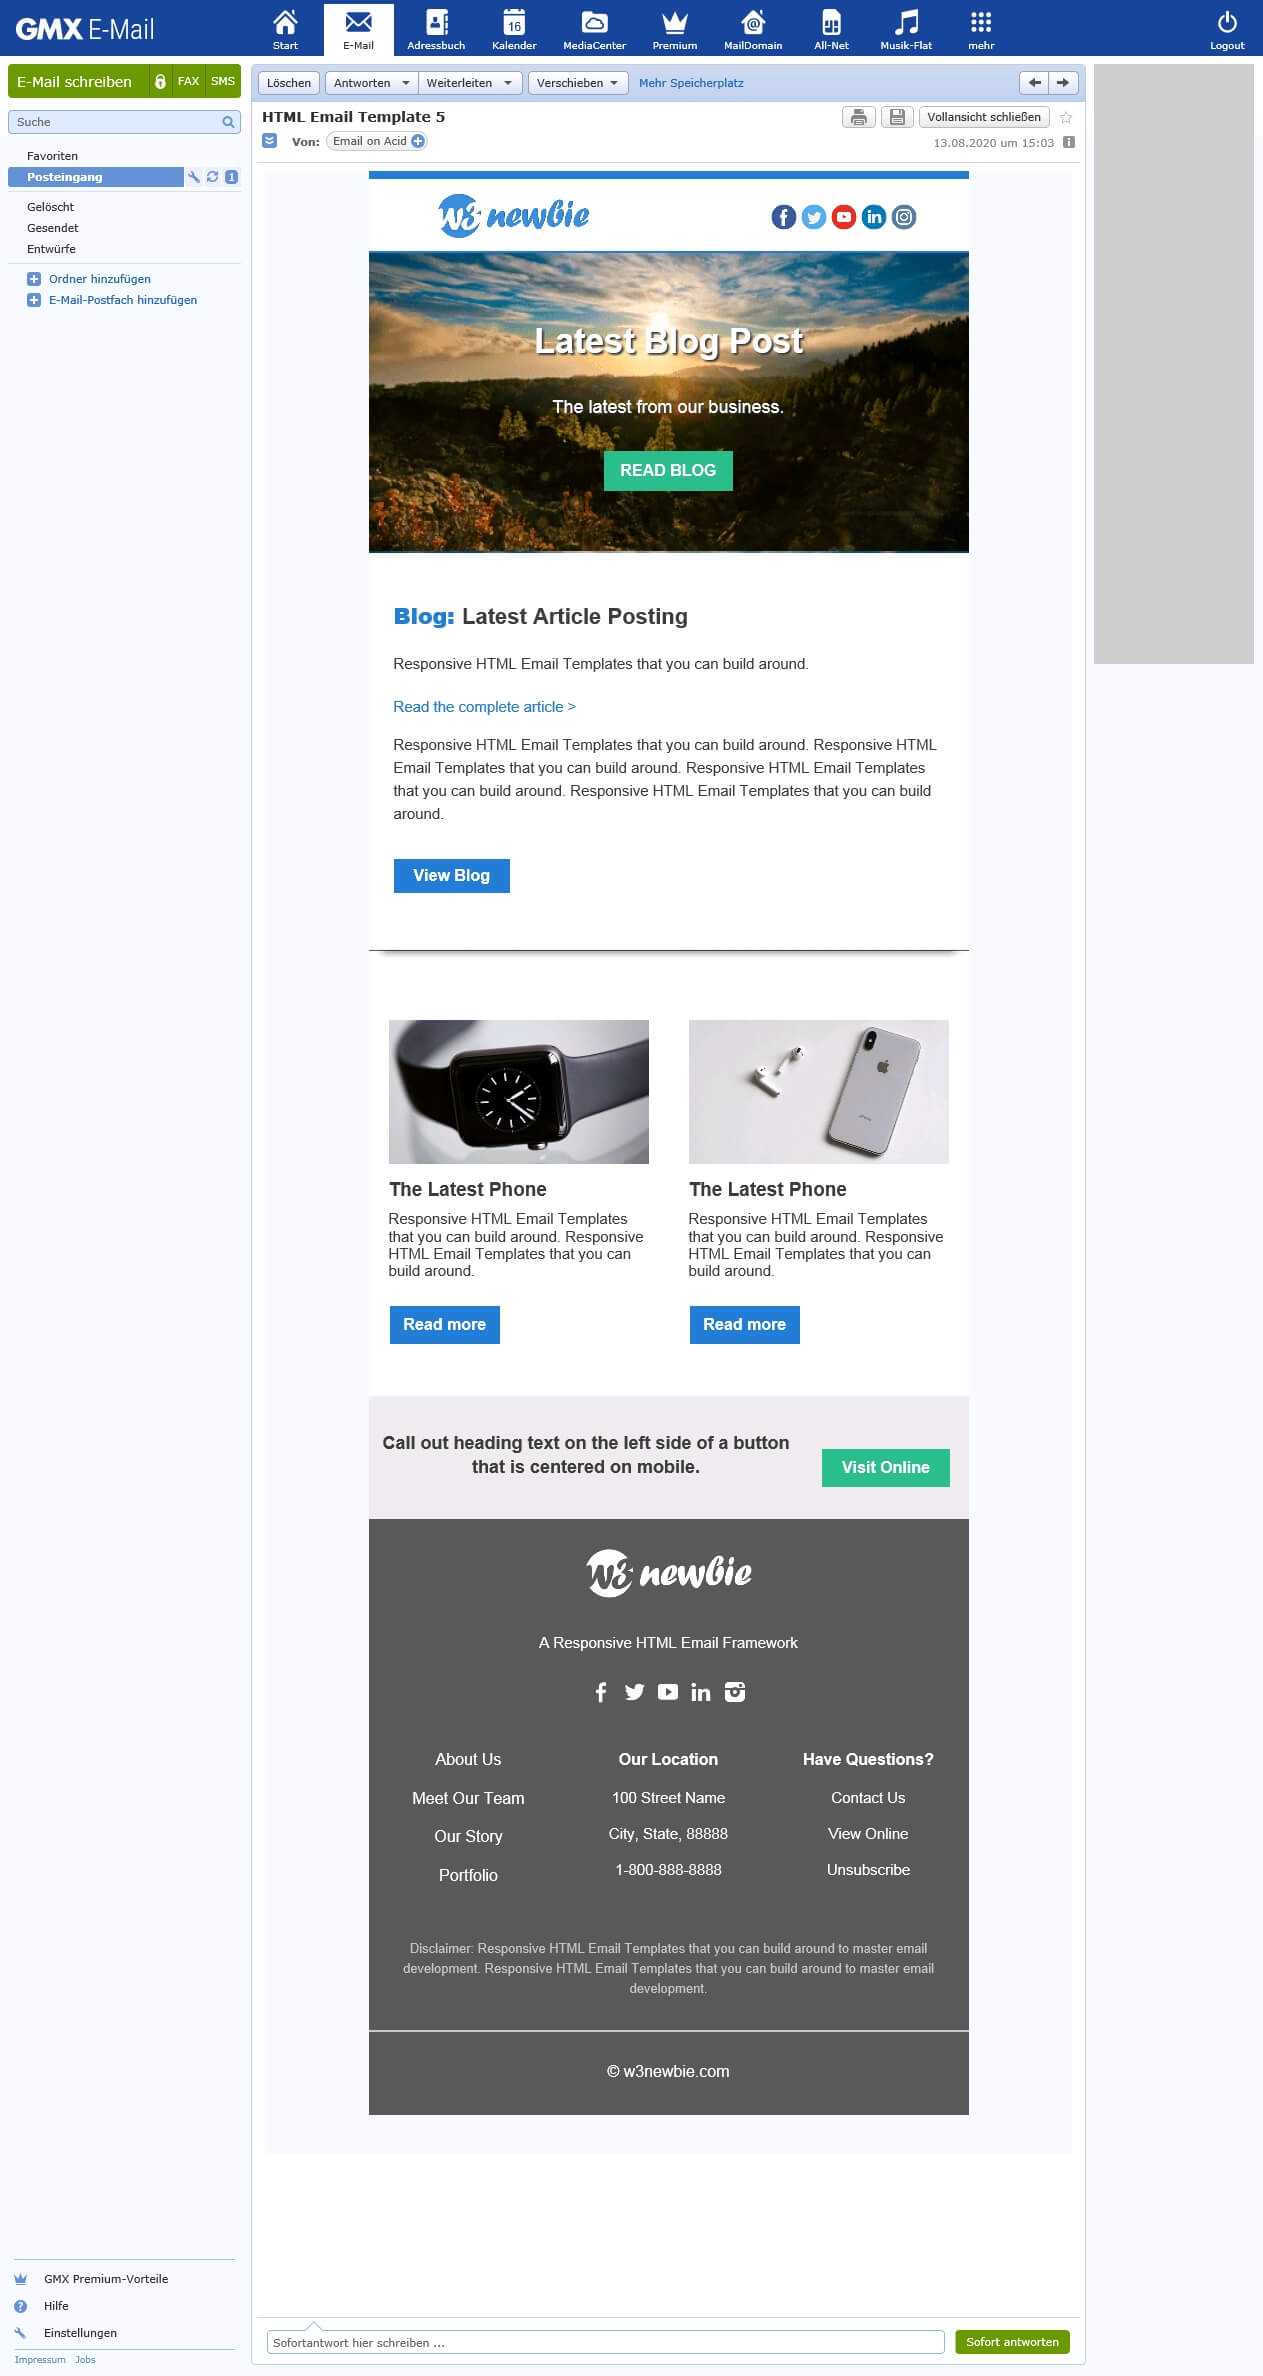 GMX E-Mail
Start
E-Mail
Adressbuch
16
Kalender
MediaCenter
Premium
MailDomain
All-Net
Musik-Flat
mehr
Logout
E-Mail schreiben FAX SMS
Suche
Favoriten
Posteingang 1
Gelöscht
Gesendet
Entwürfe
Ordner hinzufügen
E-Mail-Postfach hinzufügen
Löschen Antworten Weiterleiten Verschieben Mehr Speicherplatz
HTML Email Template 5 Vollansicht schließen
Von: Email on Acid 13.08.2020 um 15:03
w3 newbie
Latest Blog Post
The latest from our business.
READ BLOG
Blog: Latest Article Posting
Responsive HTML Email Templates that you can build around.
Read the complete article >
Responsive HTML Email Templates that you can build around. Responsive HTML
Email Templates that you can build around. Responsive HTML Email Templates
that you can build around. Responsive HTML Email Templates that you can build
around.
View Blog
The Latest Phone
Responsive HTML Email Templates
that you can build around. Responsive
HTML Email Templates that you can
build around.
Read more
iPhone
The Latest Phone
Responsive HTML Email Templates
that you can build around. Responsive
HTML Email Templates that you can
build around.
Read more
Call out heading text on the left side of a button
that is centered on mobile.
Visit Online
w3 newbie
A Responsive HTML Email Framework
About Us
Meet Our Team
Our Story
Portfolio
Our Location
100 Street Name
City, State, 88888
1-800-888-8888
Have Questions?
Contact Us
View Online
Unsubscribe
Disclaimer: Responsive HTML Email Templates that you can build around to master email
development. Responsive HTML Email Templates that you can build around to master email
development.
© w3newbie.com
GMX Premium-Vorteile
Hilfe
Einstellungen
Impressum Jobs
Sofortantwort hier schreiben ...
Sofort antworten